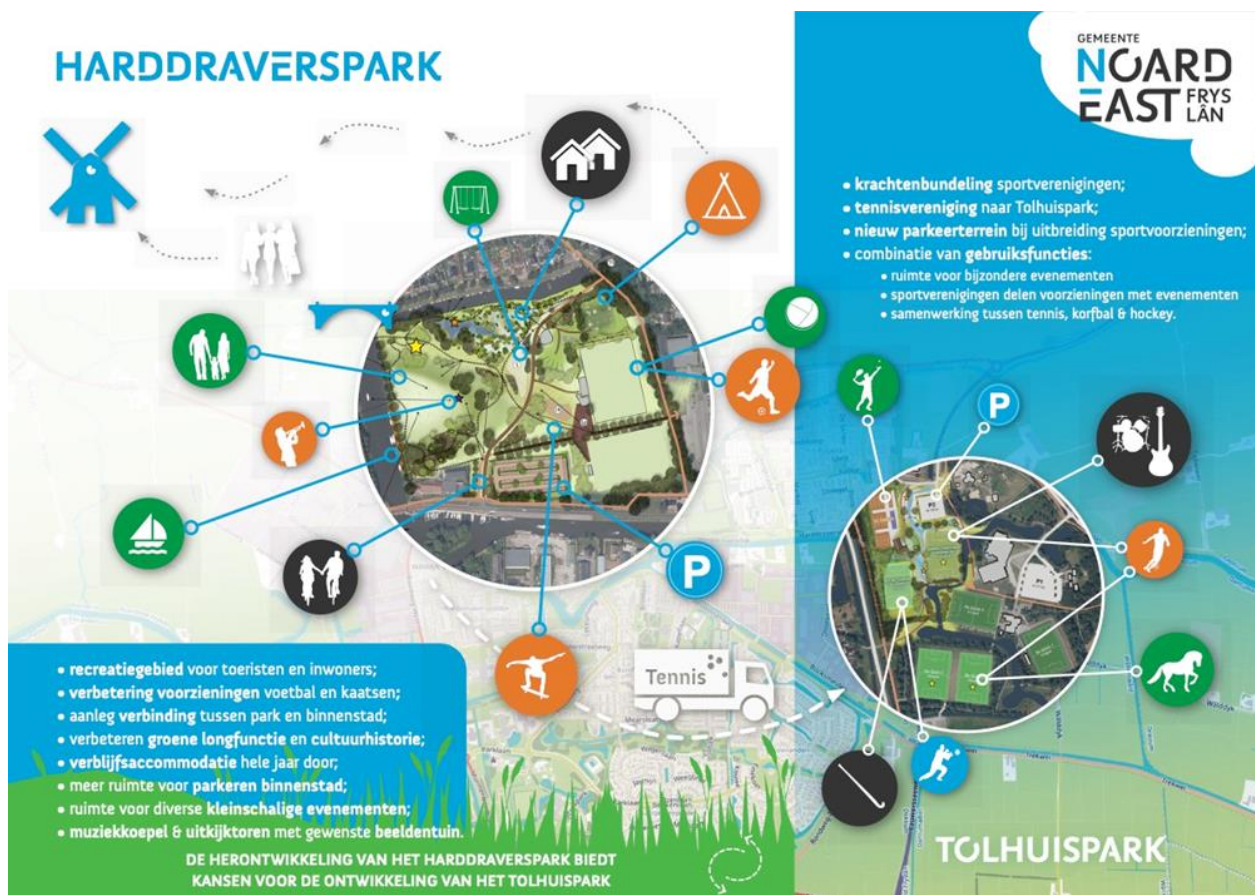 HARDDRAVERSPARK
GEMEENTE
NOARD
EAST FRYS
LÂN
• krachtenbundeling sportverenigingen;
• tennisvereniging naar Tolhuispark;
• nieuw parkeerterrein bij uitbreiding sportvoorzieningen;
• combinatie van gebruiksfuncties:
• ruimte voor bijzondere evenementen
• sportverenigingen delen voorzieningen met evenementen
• samenwerking tussen tennis, korfbal & hockey.
P
P
Tennis
• recreatiegebied voor toeristen en inwoners;
• verbetering voorzieningen voetbal en kaatsen;
• aanleg verbinding tussen park en binnenstad;
• verbeteren groene longfunctie en cultuurhistorie;
• verblijfsaccommodatie hele jaar door;
• meer ruimte voor parkeren binnenstad;
• ruimte voor diverse kleinschalige evenementen;
• muziekkoepel & uitkijktoren met gewenste beeldentuin.
DE HERONTWIKKELING VAN HET HARDDRAVERSPARK BIEDT
KANSEN VOOR DE ONTWIKKELING VAN HET TOLHUISPARK
TOLHUISPARK